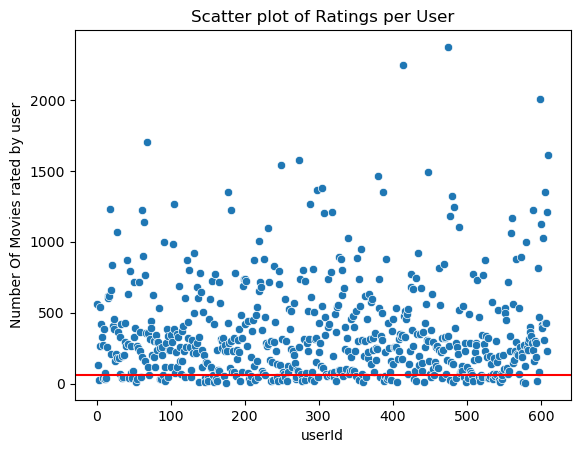 Scatter plot of Ratings per User
Number Of Movies rated by user
2000
1500
1000
500
0
0 100 200 300 400 500 600
userId